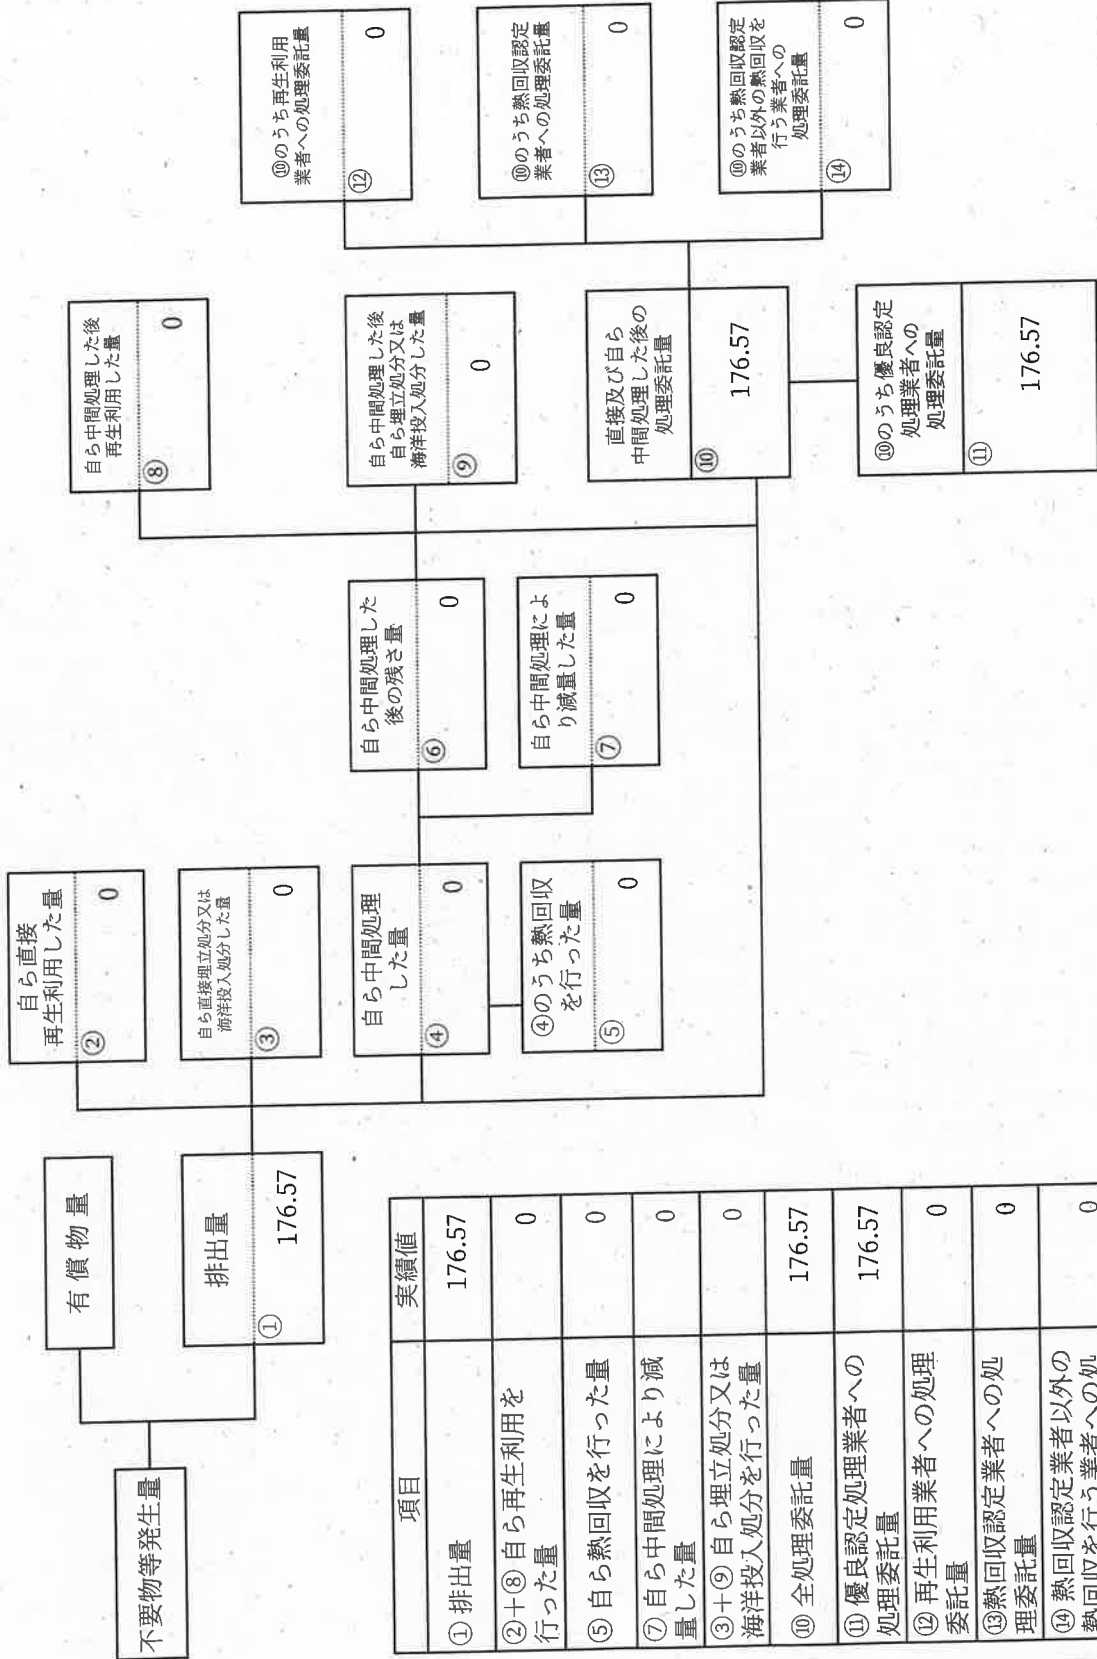 不要物等発生量
有償物量
排出量
①
176.57
自ら直接
再生利用した量
②
0
自ら直接埋立処分又は
海洋投入処分した量
③
0
自ら中間処理
した量
④
0
④のうち熱回収
を行った量
⑤
0
自ら中間処理した
後の残さ量
⑥
0
自ら中間処理によ
り減量した量
⑦
0
自ら中間処理した後
再生利用した量
⑧
0
自ら中間処理した後
自ら埋立処分又は
海洋投入処分した量
⑨
0
直接及び自ら
中間処理した後の
処理委託量
⑩
176.57
⑩のうち優良認定
処理業者への
処理委託量
⑪
176.57
⑩のうち再生利用
業者への処理委託量
⑫
0
⑩のうち熱回収認定
業者への処理委託量
⑬
0
⑩のうち熱回収認定
業者以外の熱回収を
行う業者への
処理委託量
⑭
0
項目 実績値
①排出量 176.57
②+⑧自ら再生利用を
行った量 0
⑤自ら熱回収を行った量 0
⑦自ら中間処理により減
量した量 0
③+⑨自ら埋立処分又は
海洋投入処分を行った量 0
⑩全処理委託量 176.57
⑪優良認定処理業者への
処理委託量 176.57
⑫再生利用業者への処理
委託量 0
⑬熱回収認定業者への処
理委託量 0
⑭熱回収認定業者以外の
熱回収を行う業者への処 0